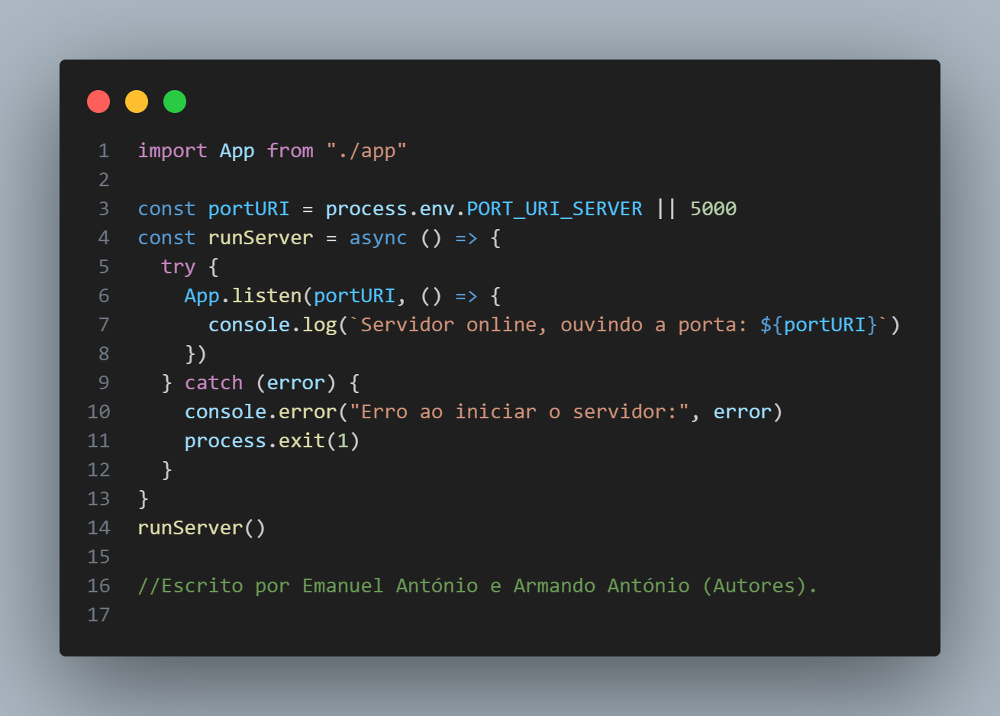 1 import App from "./app"
2
3 const portURI = process.env.PORT_URI_SERVER || 5000
4 const runServer = async () => {
5   try {
6     App.listen(portURI, () => {
7       console.log(`Servidor online, ouvindo a porta: ${portURI}`)
8     })
9   } catch (error) {
10     console.error("Erro ao iniciar o servidor:", error)
11     process.exit(1)
12   }
13 }
14 runServer()
15
16 //Escrito por Emanuel António e Armando António (Autores).
17